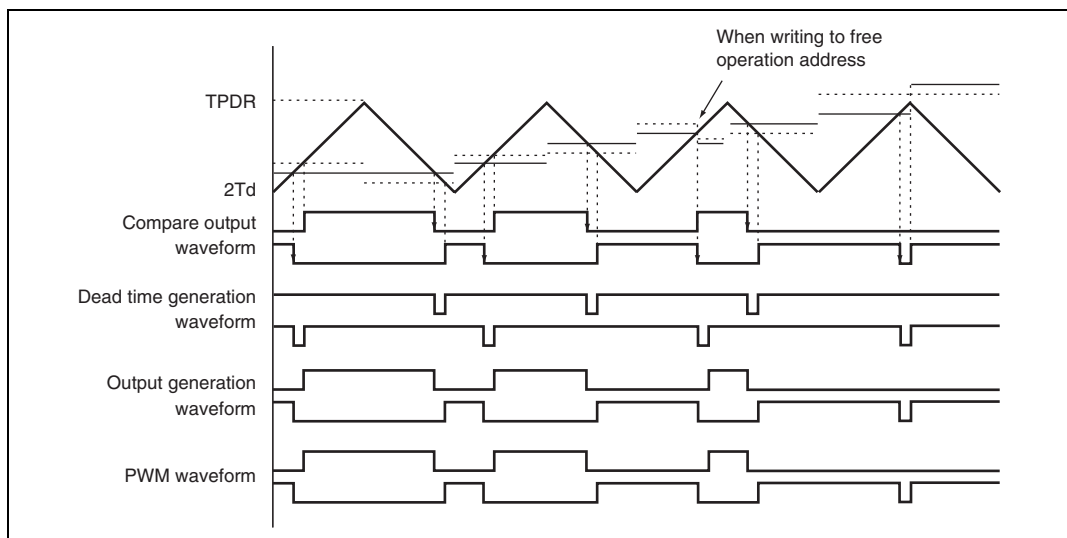 When writing to free
operation address
TPDR
2Td
Compare output
waveform
Dead time generation
waveform
Output generation
waveform
PWM waveform